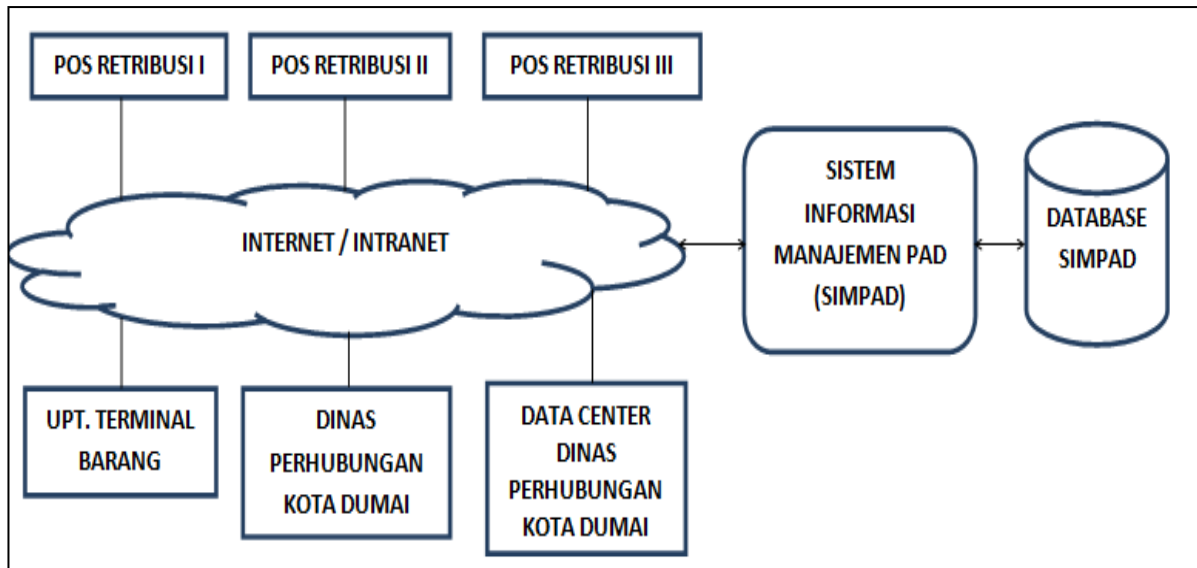 POS RETRIBUSI I
POS RETRIBUSI II
POS RETRIBUSI III
INTERNET / INTRANET
SISTEM
INFORMASI
MANAJEMEN PAD
(SIMPAD)
DATABASE
SIMPAD
UPT. TERMINAL
BARANG
DINAS
PERHUBUNGAN
KOTA DUMAI
DATA CENTER
DINAS
PERHUBUNGAN
KOTA DUMAI